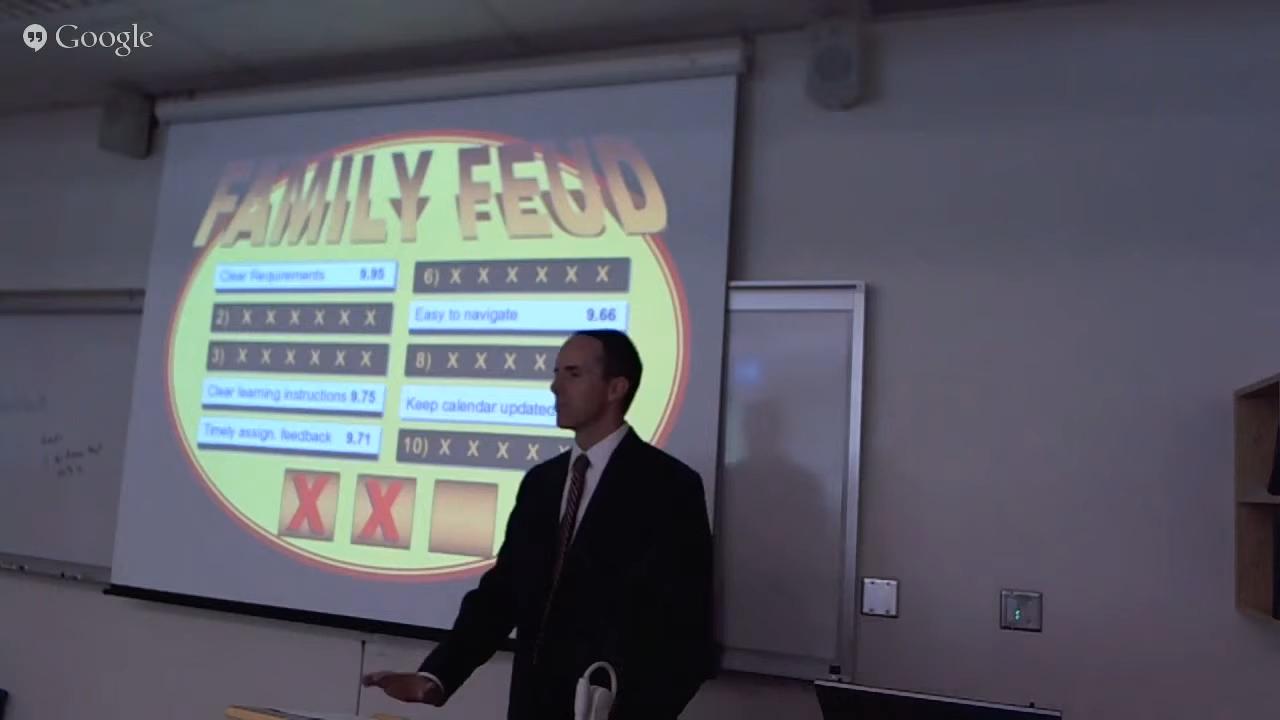 Google
FAMILY FEUD
Clear Requirements 9.95
2) X X X X X X
3) X X X X X X
Clear learning instructions 9.75
Timely assign. feedback 9.71
6) X X X X X X
Easy to navigate 9.66
8) X X X X
Keep calendar updated
10) X X X X
X X